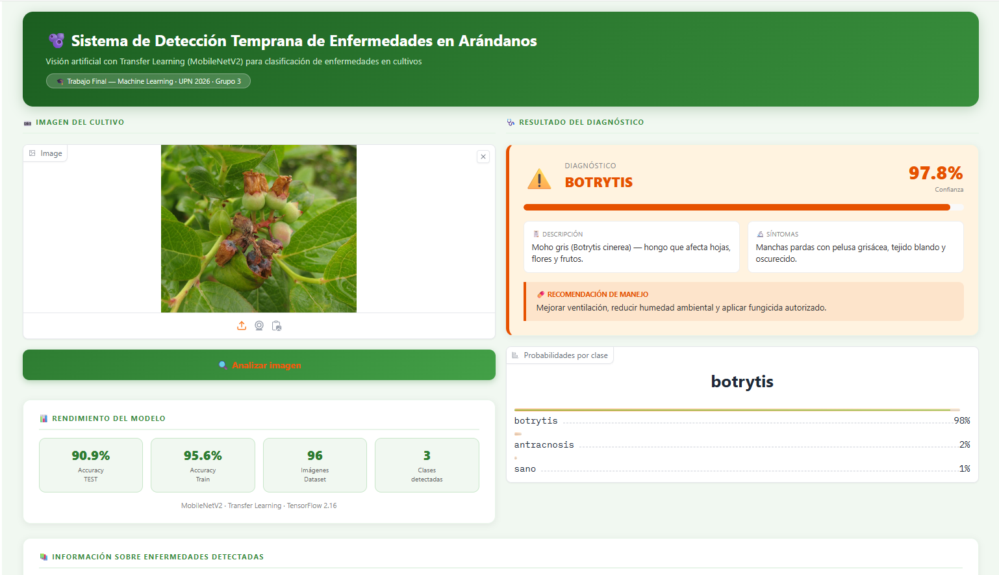 Sistema de Detección Temprana de Enfermedades en Arándanos
Visión artificial con Transfer Learning (MobileNetV2) para clasificación de enfermedades en cultivos
Trabajo Final — Machine Learning · UPN 2026 · Grupo 3
IMAGEN DEL CULTIVO
Image
Analizar imagen
RENDIMIENTO DEL MODELO
90.9%
Accuracy
TEST
95.6%
Accuracy
Train
96
Imágenes
Dataset
3
Clases
detectadas
MobileNetV2 · Transfer Learning · TensorFlow 2.16
RESULTADO DEL DIAGNÓSTICO
DIAGNÓSTICO
BOTRYTIS
97.8%
Confianza
DESCRIPCIÓN
Moho gris (Botrytis cinerea) — hongo que afecta hojas,
flores y frutos.
SÍNTOMAS
Manchas pardas con pelusa grisácea, tejido blando y
oscurecido.
RECOMENDACIÓN DE MANEJO
Mejorar ventilación, reducir humedad ambiental y aplicar fungicida autorizado.
Probabilidades por clase
botrytis
botrytis 98%
antracnosis 2%
sano 1%
INFORMACIÓN SOBRE ENFERMEDADES DETECTADAS